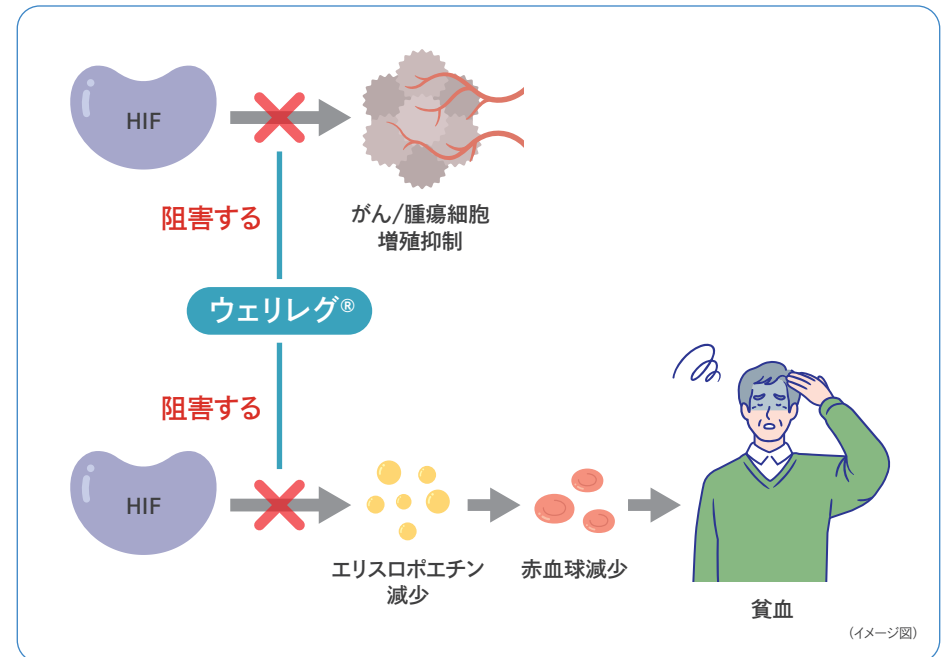 HIF
阻害する
がん/腫瘍細胞
増殖抑制
ウェリレグ®
阻害する
HIF
エリスロポエチン
減少
赤血球減少
貧血
（イメージ図）